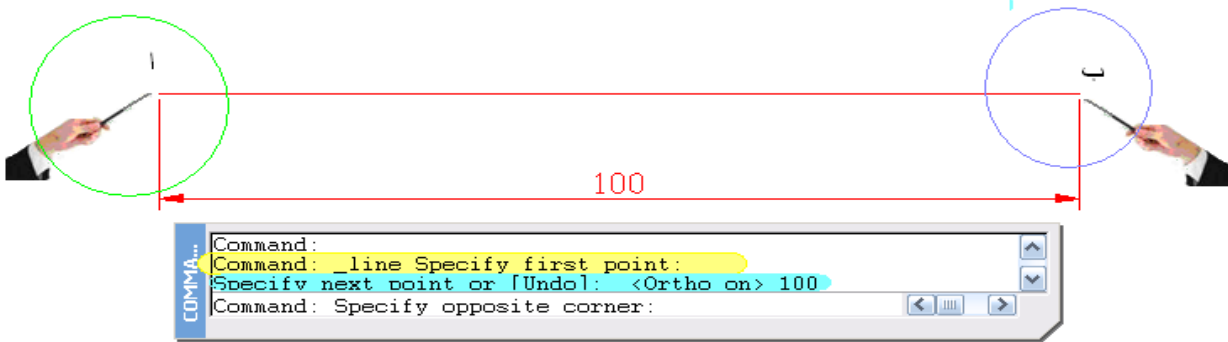 ا
ب
100
COMMA...
Command:
Command: _line Specify first point:
Specify next point or [Undo]: <Ortho on> 100
Command: Specify opposite corner: